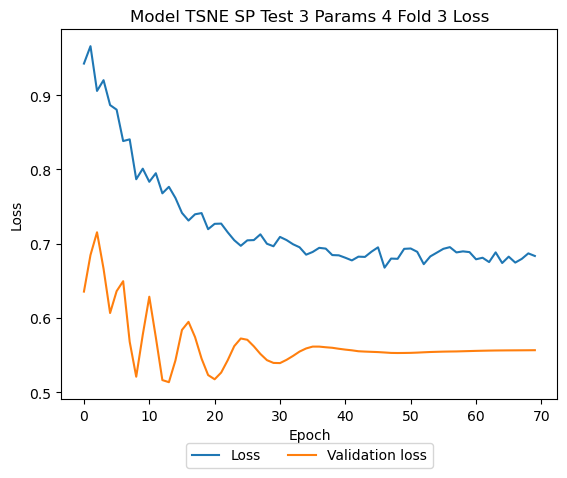 Model TSNE SP Test 3 Params 4 Fold 3 Loss
Loss
0.9
0.8
0.7
0.6
0.5
0 10 20 30 40 50 60 70
Epoch
Loss Validation loss